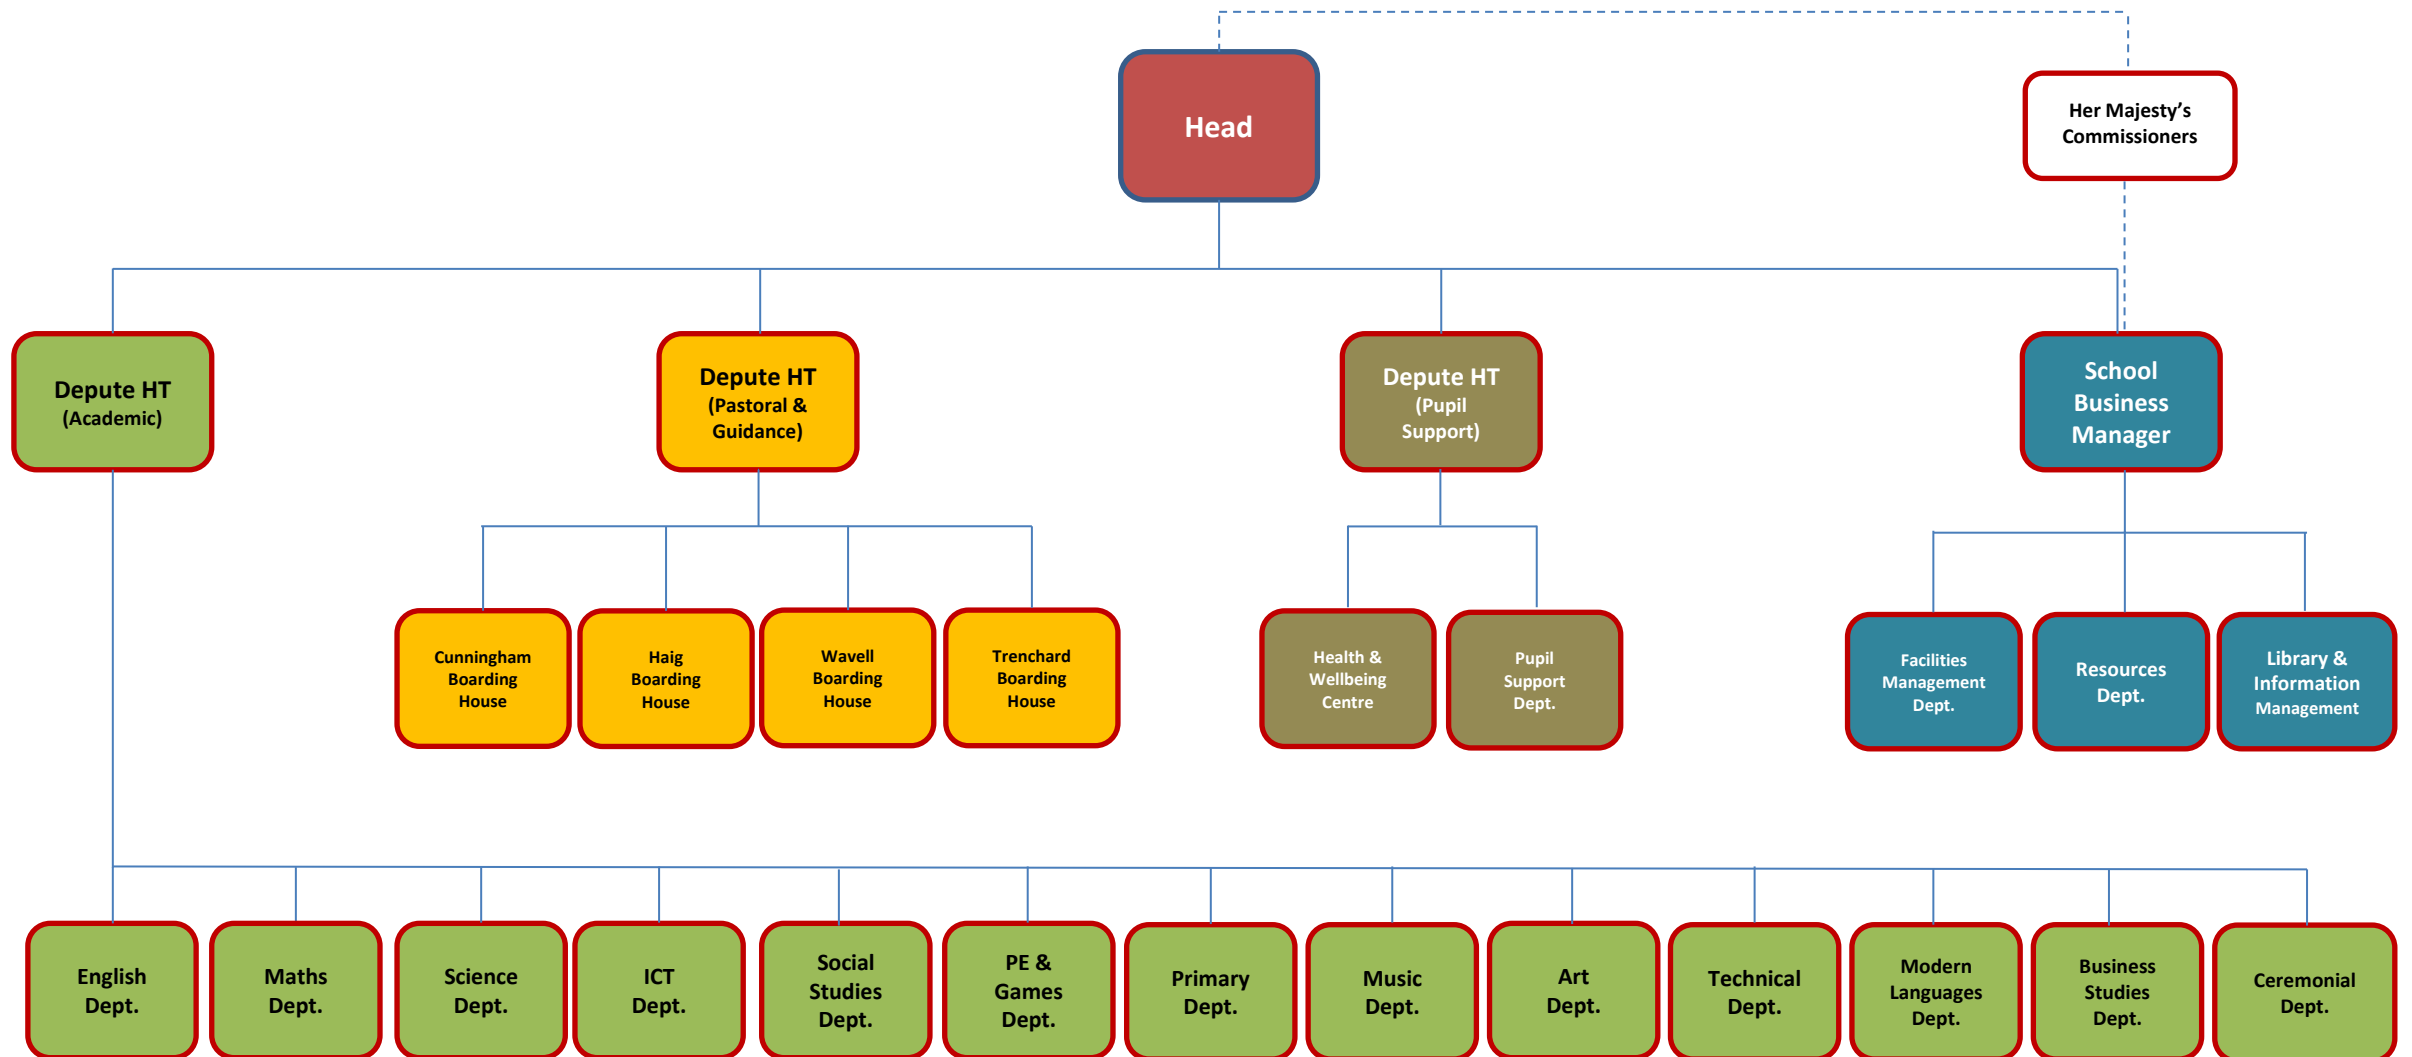 Head
Her Majesty’s
Commissioners
Depute HT
(Academic)
Depute HT
(Pastoral &
Guidance)
Depute HT
(Pupil
Support)
School
Business
Manager
Cunningham
Boarding
House
Haig
Boarding
House
Wavell
Boarding
House
Trenchard
Boarding
House
Health &
Wellbeing
Centre
Pupil
Support
Dept.
Facilities
Management
Dept.
Resources
Dept.
Library &
Information
Management
English
Dept.
Maths
Dept.
Science
Dept.
ICT
Dept.
Social
Studies
Dept.
PE &
Games
Dept.
Primary
Dept.
Music
Dept.
Art
Dept.
Technical
Dept.
Modern
Languages
Dept.
Business
Studies
Dept.
Ceremonial
Dept.